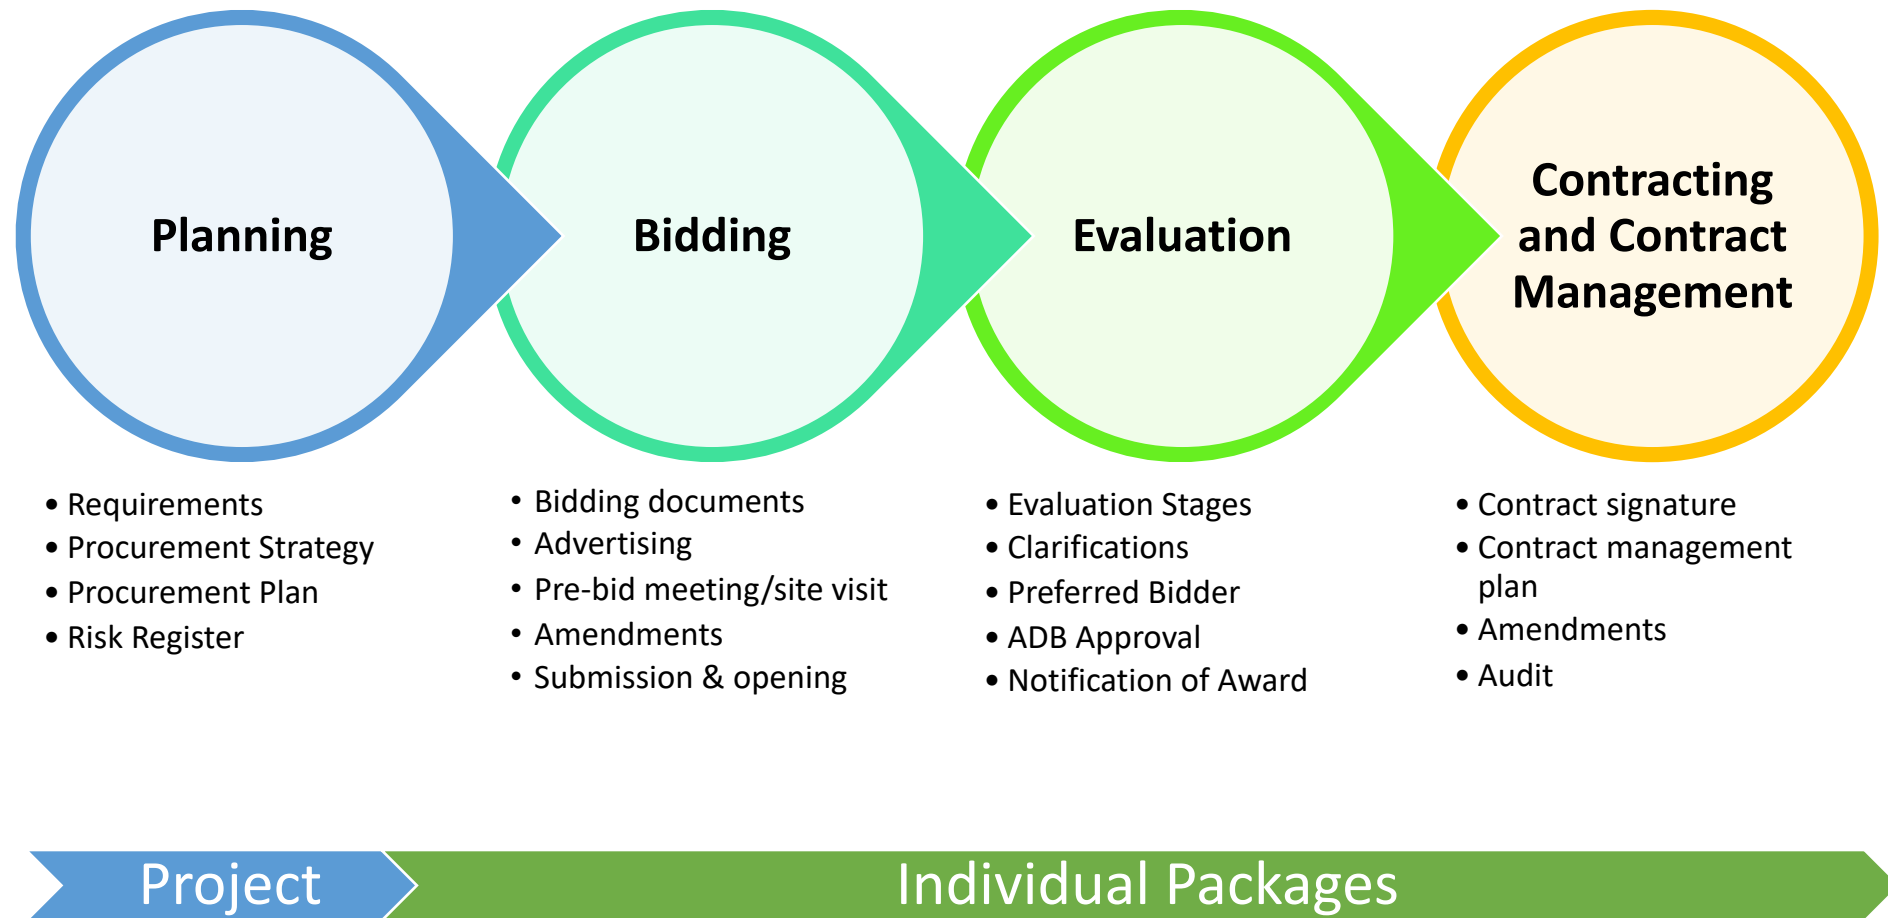 Planning
Bidding
Evaluation
Contracting
and Contract
Management
• Requirements
• Procurement Strategy
• Procurement Plan
• Risk Register
• Bidding documents
• Advertising
• Pre-bid meeting/site visit
• Amendments
• Submission & opening
• Evaluation Stages
• Clarifications
• Preferred Bidder
• ADB Approval
• Notification of Award
• Contract signature
• Contract management
plan
• Amendments
• Audit
Project
Individual Packages